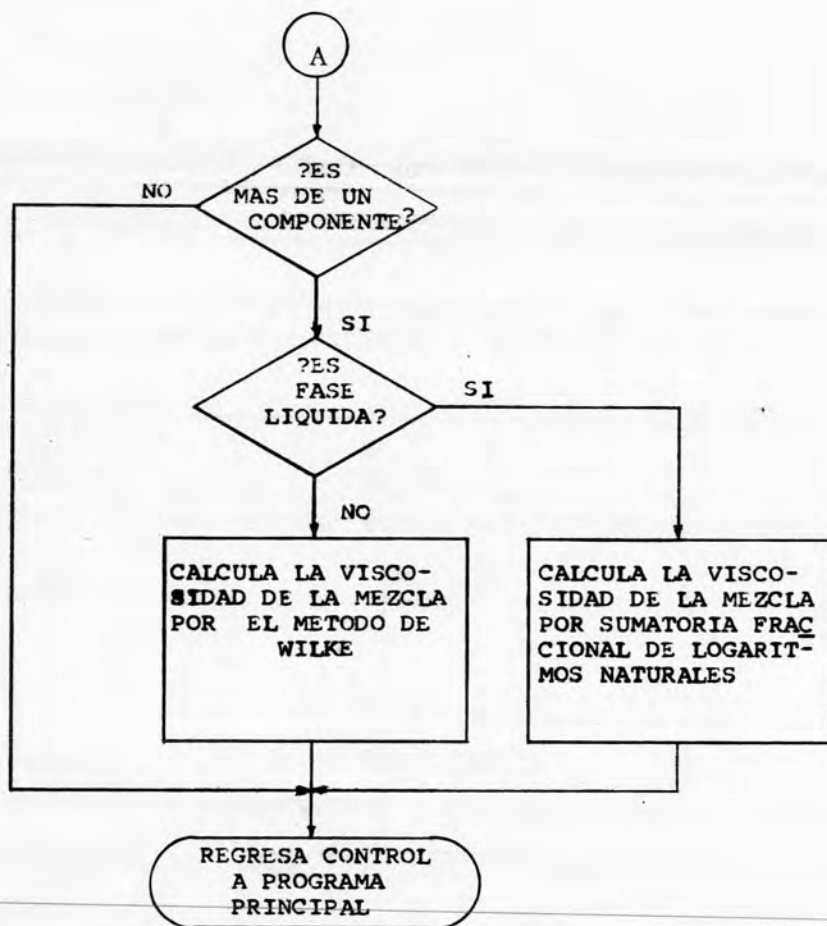 A
?ES
MAS DE UN
COMPONENTE?
NO
SI
?ES
FASE
LIQUIDA?
SI
NO
CALCULA LA VISCO-
SIDAD DE LA MEZCLA
POR EL METODO DE
WILKE
CALCULA LA VISCO-
SIDAD DE LA MEZCLA
POR SUMATORIA FRAC
CIONAL DE LOGARIT-
MOS NATURALES
REGRESA CONTROL
A PROGRAMA
PRINCIPAL